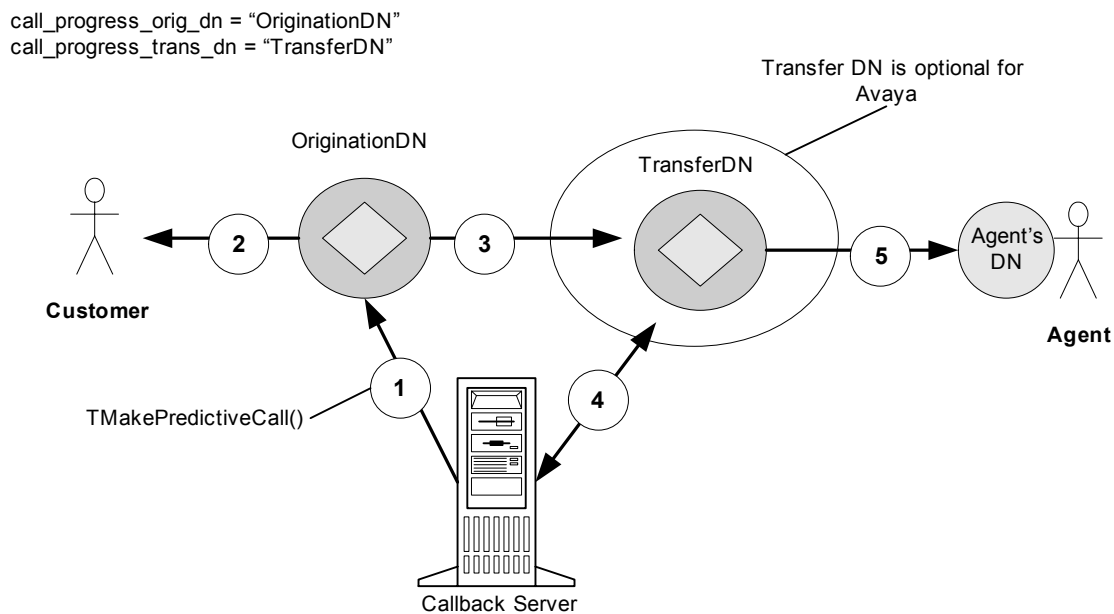 call_progress_orig_dn = “OriginationDN”
call_progress_trans_dn = “TransferDN”
Transfer DN is optional for
Avaya
OriginationDN
TransferDN
2
3
5
Agent’s
DN
Customer
Agent
1
4
TMakePredictiveCall()
Callback Server